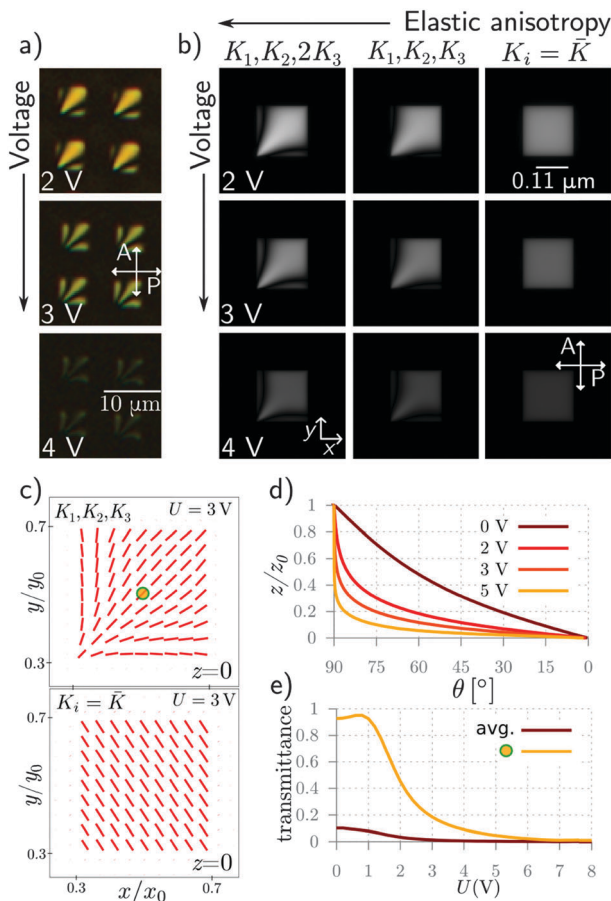 Elastic anisotropy
a)
b)
K₁,K₂,2K₃
K₁,K₂,K₃
Kᵢ = K̄
Voltage
Voltage
2 V
2 V
0.11 μm
A
P
3 V
3 V
10 μm
4 V
4 V
y
x
A
P
c)
K₁,K₂,K₃
U = 3 V
0.7
y/y₀
0.3
z=0
Kᵢ = K̄
U = 3 V
0.7
y/y₀
0.3
z=0
0.3
x/x₀
0.7
d)
1
0.8
0.6
0.4
0.2
0
z/z₀
0 V
2 V
3 V
5 V
90
75
60
45
30
15
0
θ [°]
e)
transmittance
1
0.8
0.6
0.4
0.2
0
avg.
0
1
2
3
4
5
6
7
8
U(V)